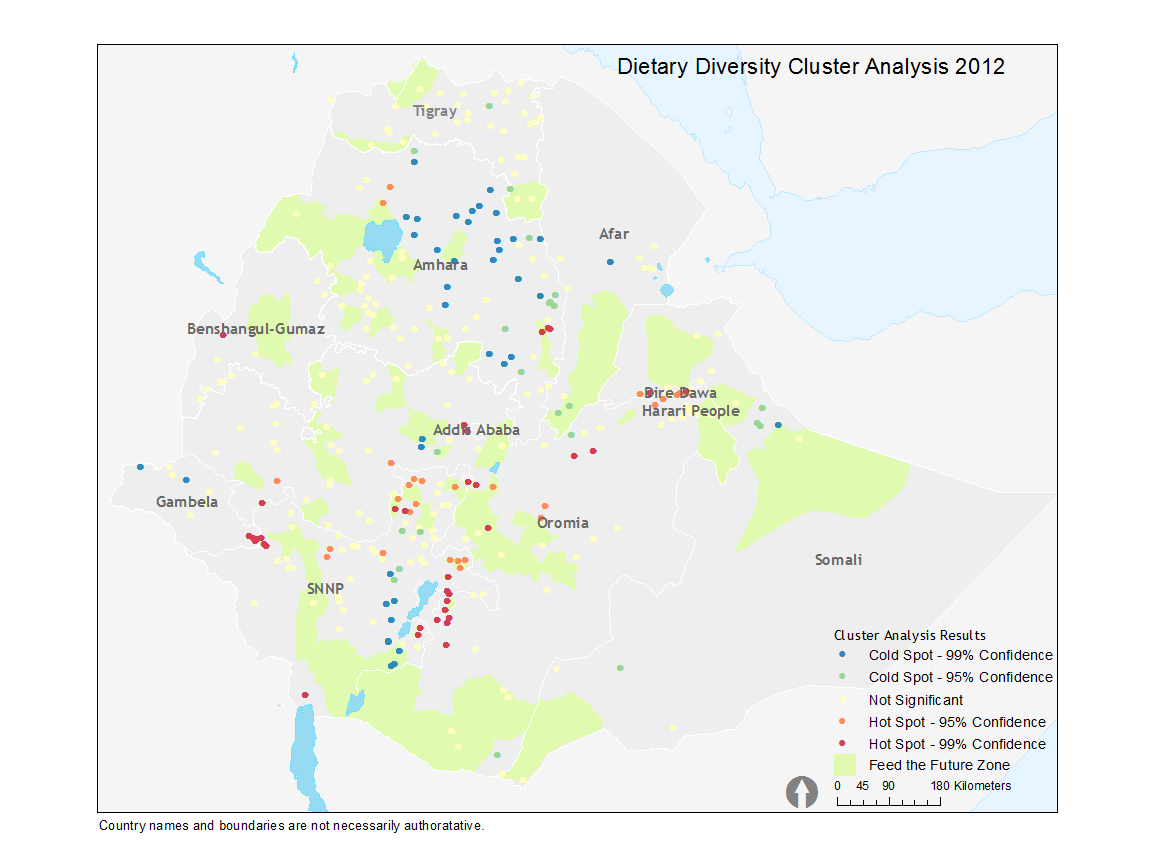 Dietary Diversity Cluster Analysis 2012
Tigray
Afar
Amhara
Benshangul-Gumaz
Dire Dawa
Harari People
Addis Ababa
Gambela
Oromia
Somali
SNNP
Cluster Analysis Results
Cold Spot - 99% Confidence
Cold Spot - 95% Confidence
Not Significant
Hot Spot - 95% Confidence
Hot Spot - 99% Confidence
Feed the Future Zone
0 45 90 180 Kilometers
Country names and boundaries are not necessarily authoratative.